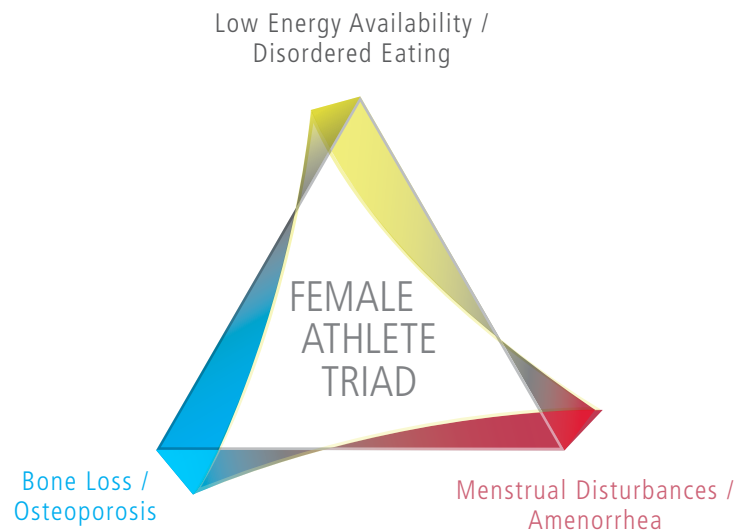 Low Energy Availability /
Disordered Eating
FEMALE
ATHLETE
TRIAD
Bone Loss /
Osteoporosis
Menstrual Disturbances /
Amenorrhea